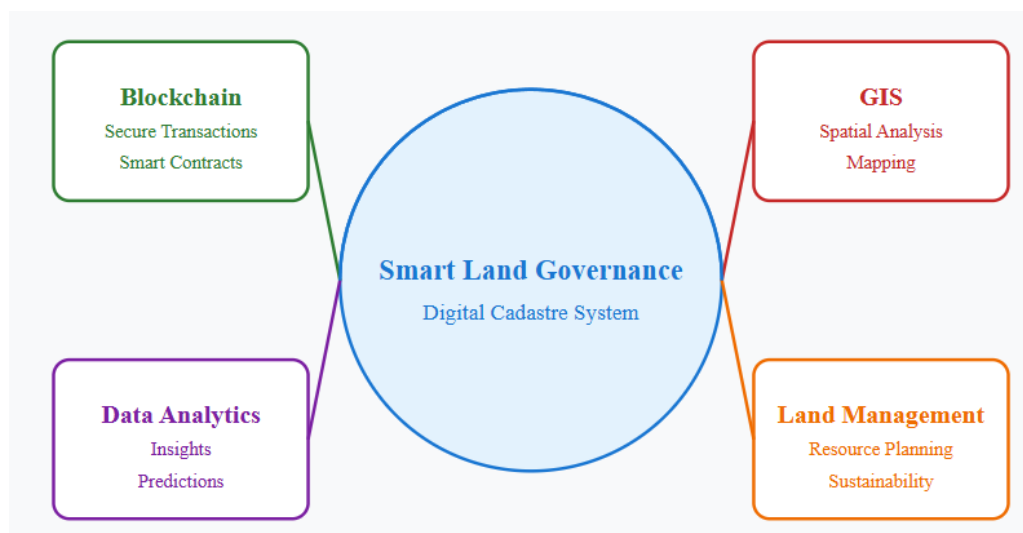 Blockchain
Secure Transactions
Smart Contracts
GIS
Spatial Analysis
Mapping
Smart Land Governance
Digital Cadastre System
Data Analytics
Insights
Predictions
Land Management
Resource Planning
Sustainability